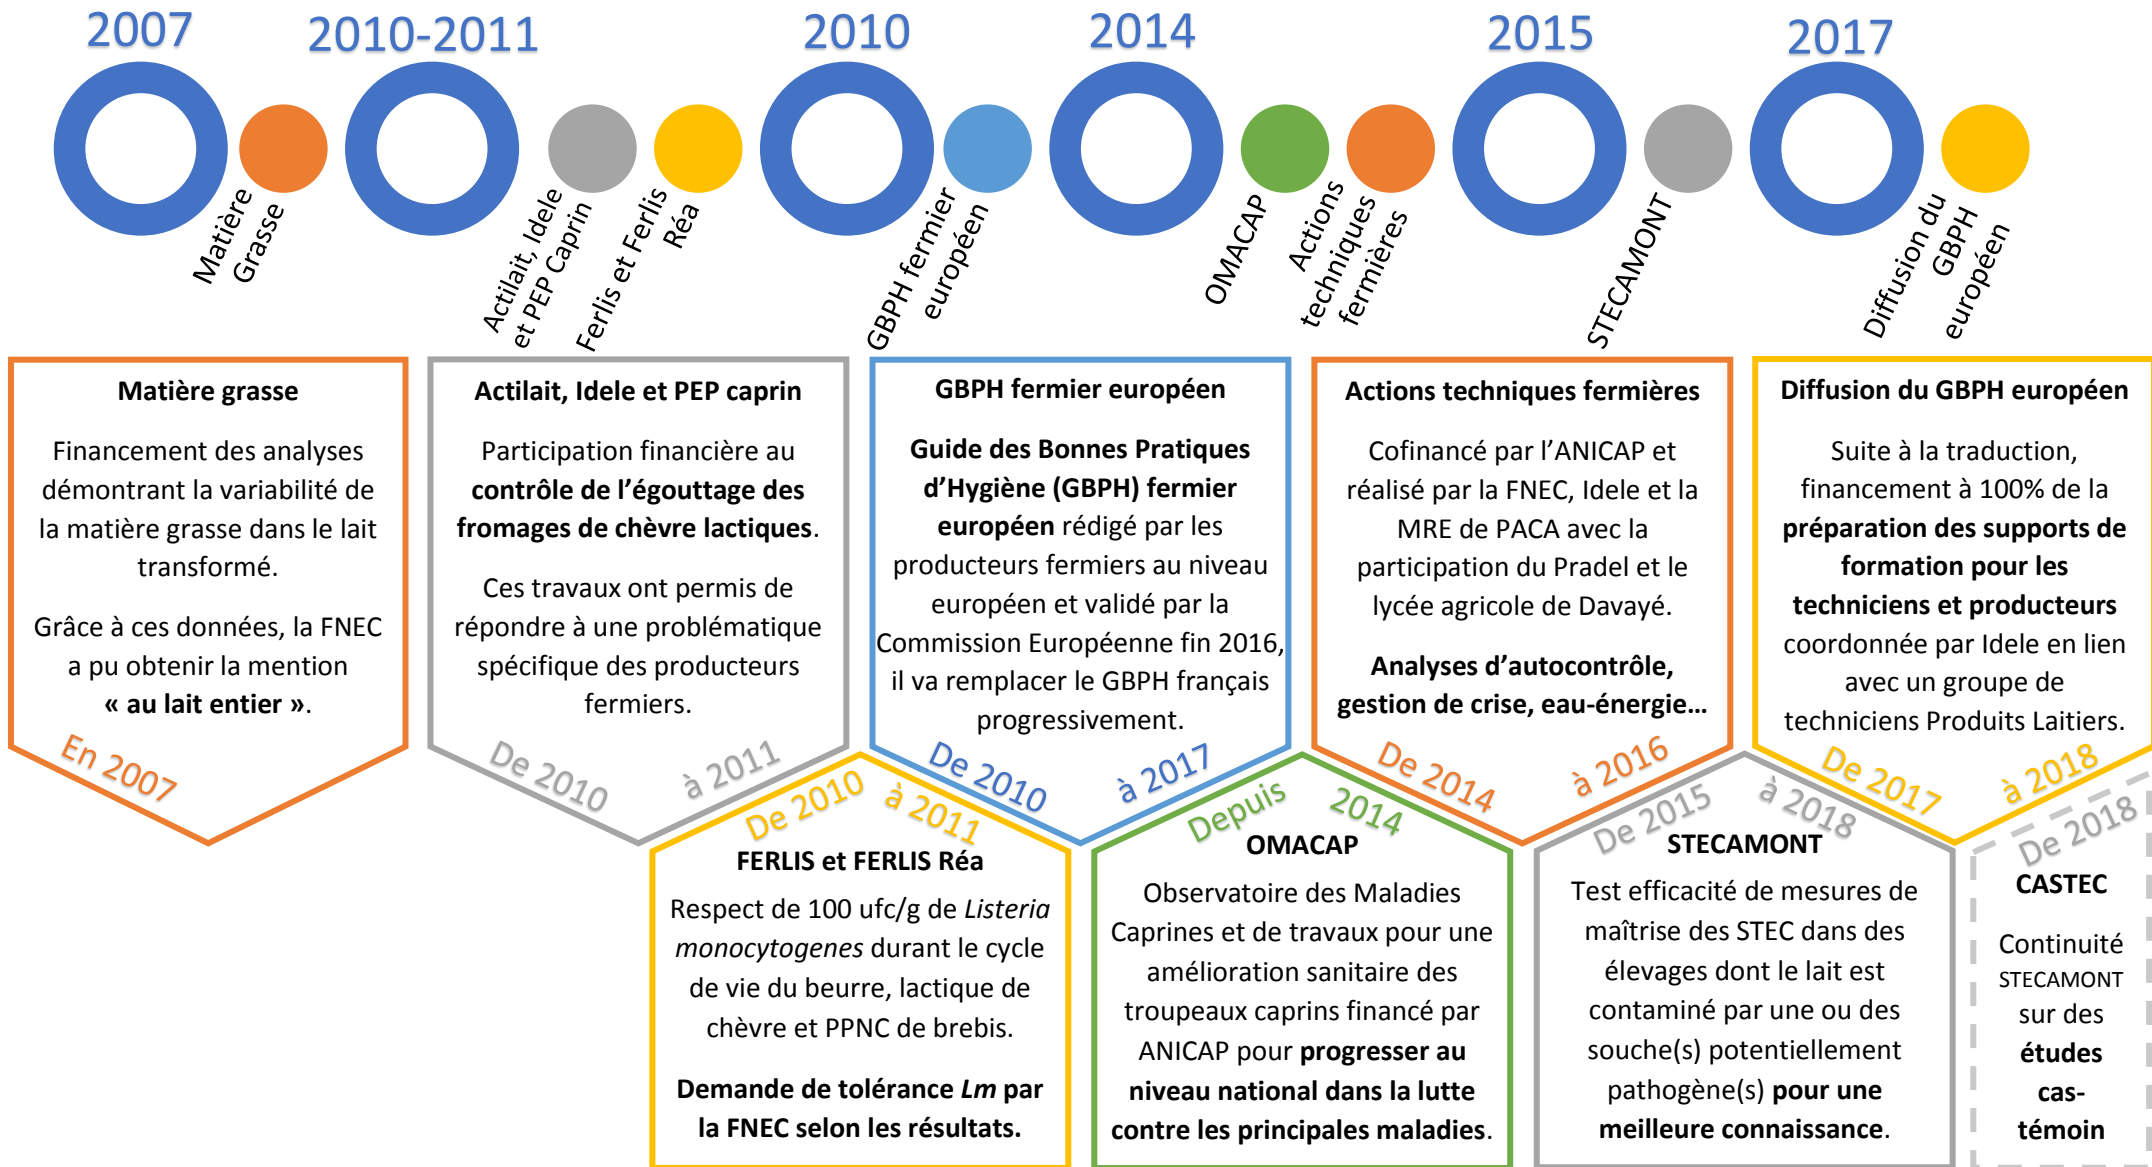 2007
2010-2011
2010
2014
2015
2017
Matière
Grasse
Actilait, Idele
et PEP Caprin
Ferlis et Ferlis
Réa
GBPH fermier
européen
OMACAP
Actions
techniques
fermières
STECAMONT
Diffusion du
GBPH
européen
Matière grasse
Financement des analyses
démontrant la variabilité de
la matière grasse dans le lait
transformé.
Grâce à ces données, la FNEC
a pu obtenir la mention
« au lait entier ».
En 2007
Actilait, Idele et PEP caprin
Participation financière au
contrôle de l’égouttage des
fromages de chèvre lactiques.
Ces travaux ont permis de
répondre à une problématique
spécifique des producteurs
fermiers.
De 2010 à 2011
GBPH fermier européen
Guide des Bonnes Pratiques
d’Hygiène (GBPH) fermier
européen rédigé par les
producteurs fermiers au niveau
européen et validé par la
Commission Européenne fin 2016,
il va remplacer le GBPH français
progressivement.
De 2010 à 2017
Actions techniques fermières
Cofinancé par l’ANICAP et
réalisé par la FNEC, Idele et la
MRE de PACA avec la
participation du Pradel et le
lycée agricole de Davayé.
Analyses d’autocontrôle,
gestion de crise, eau-énergie…
De 2014 à 2016
Diffusion du GBPH européen
Suite à la traduction,
financement à 100% de la
préparation des supports de
formation pour les
techniciens et producteurs
coordonnée par Idele en lien
avec un groupe de
techniciens Produits Laitiers.
De 2017 à 2018
De 2010 à 2011
FERLIS et FERLIS Réa
Respect de 100 ufc/g de Listeria
monocytogenes durant le cycle
de vie du beurre, lactique de
chèvre et PPNC de brebis.
Demande de tolérance Lm par
la FNEC selon les résultats.
Depuis 2014
OMACAP
Observatoire des Maladies
Caprines et de travaux pour une
amélioration sanitaire des
troupeaux caprins financé par
ANICAP pour progresser au
niveau national dans la lutte
contre les principales maladies.
De 2015 à 2018
STECAMONT
Test efficacité de mesures de
maîtrise des STEC dans des
élevages dont le lait est
contaminé par une ou des
souche(s) potentiellement
pathogène(s) pour une
meilleure connaissance.
De 2018
CASTEC
Continuité
STECAMONT
sur des
études
cas-
témoin